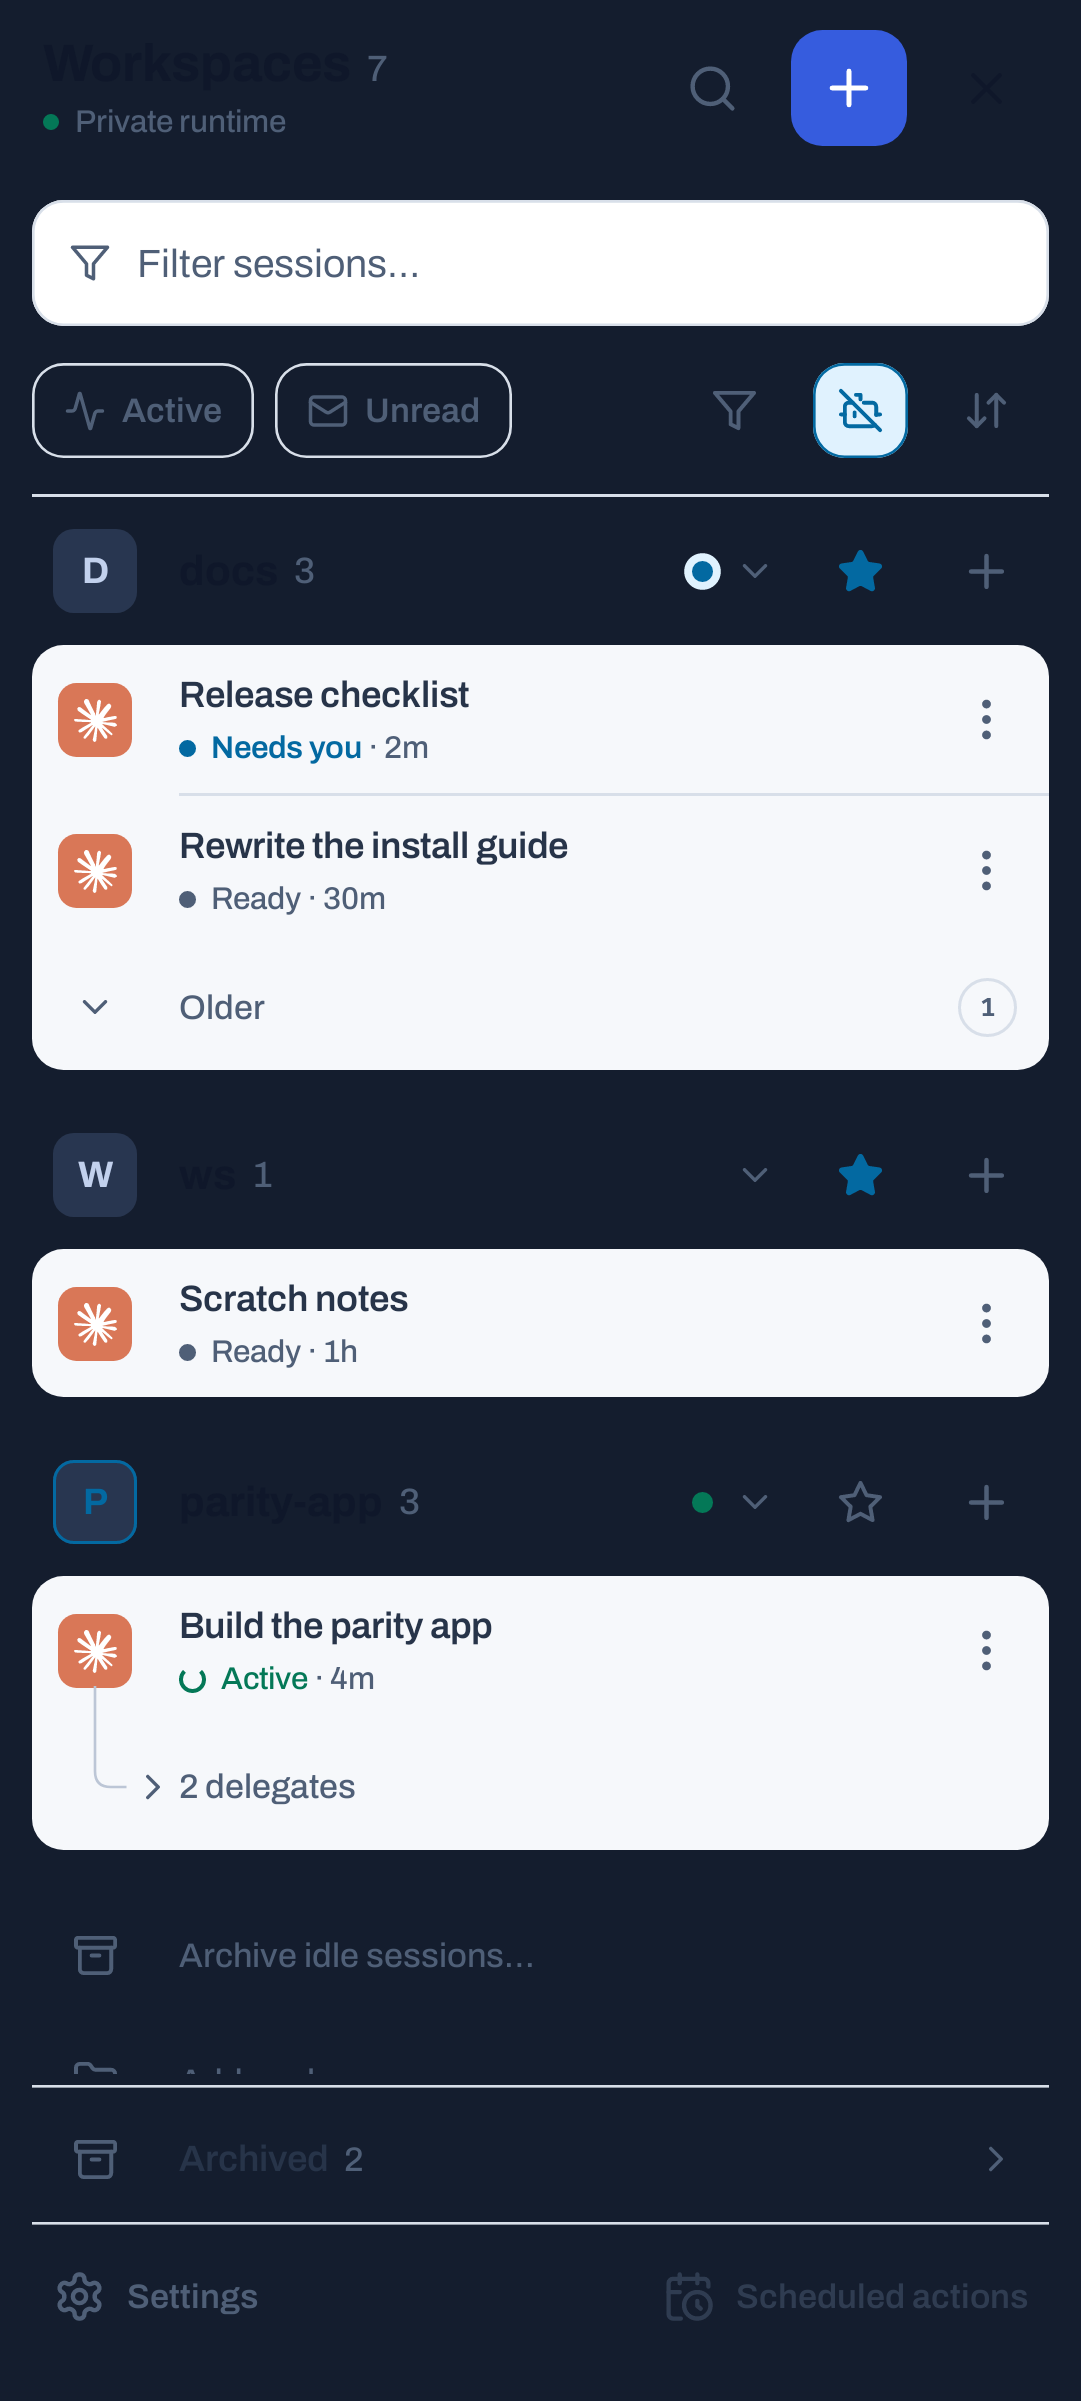 Workspaces 7
Private runtime
Filter sessions...
Active
Unread
D
docs 3
Release checklist
Needs you · 2m
Rewrite the install guide
Ready · 30m
Older
1
W
ws 1
Scratch notes
Ready · 1h
P
parity-app 3
Build the parity app
Active · 4m
2 delegates
Archive idle sessions...
Archived 2
Settings
Scheduled actions